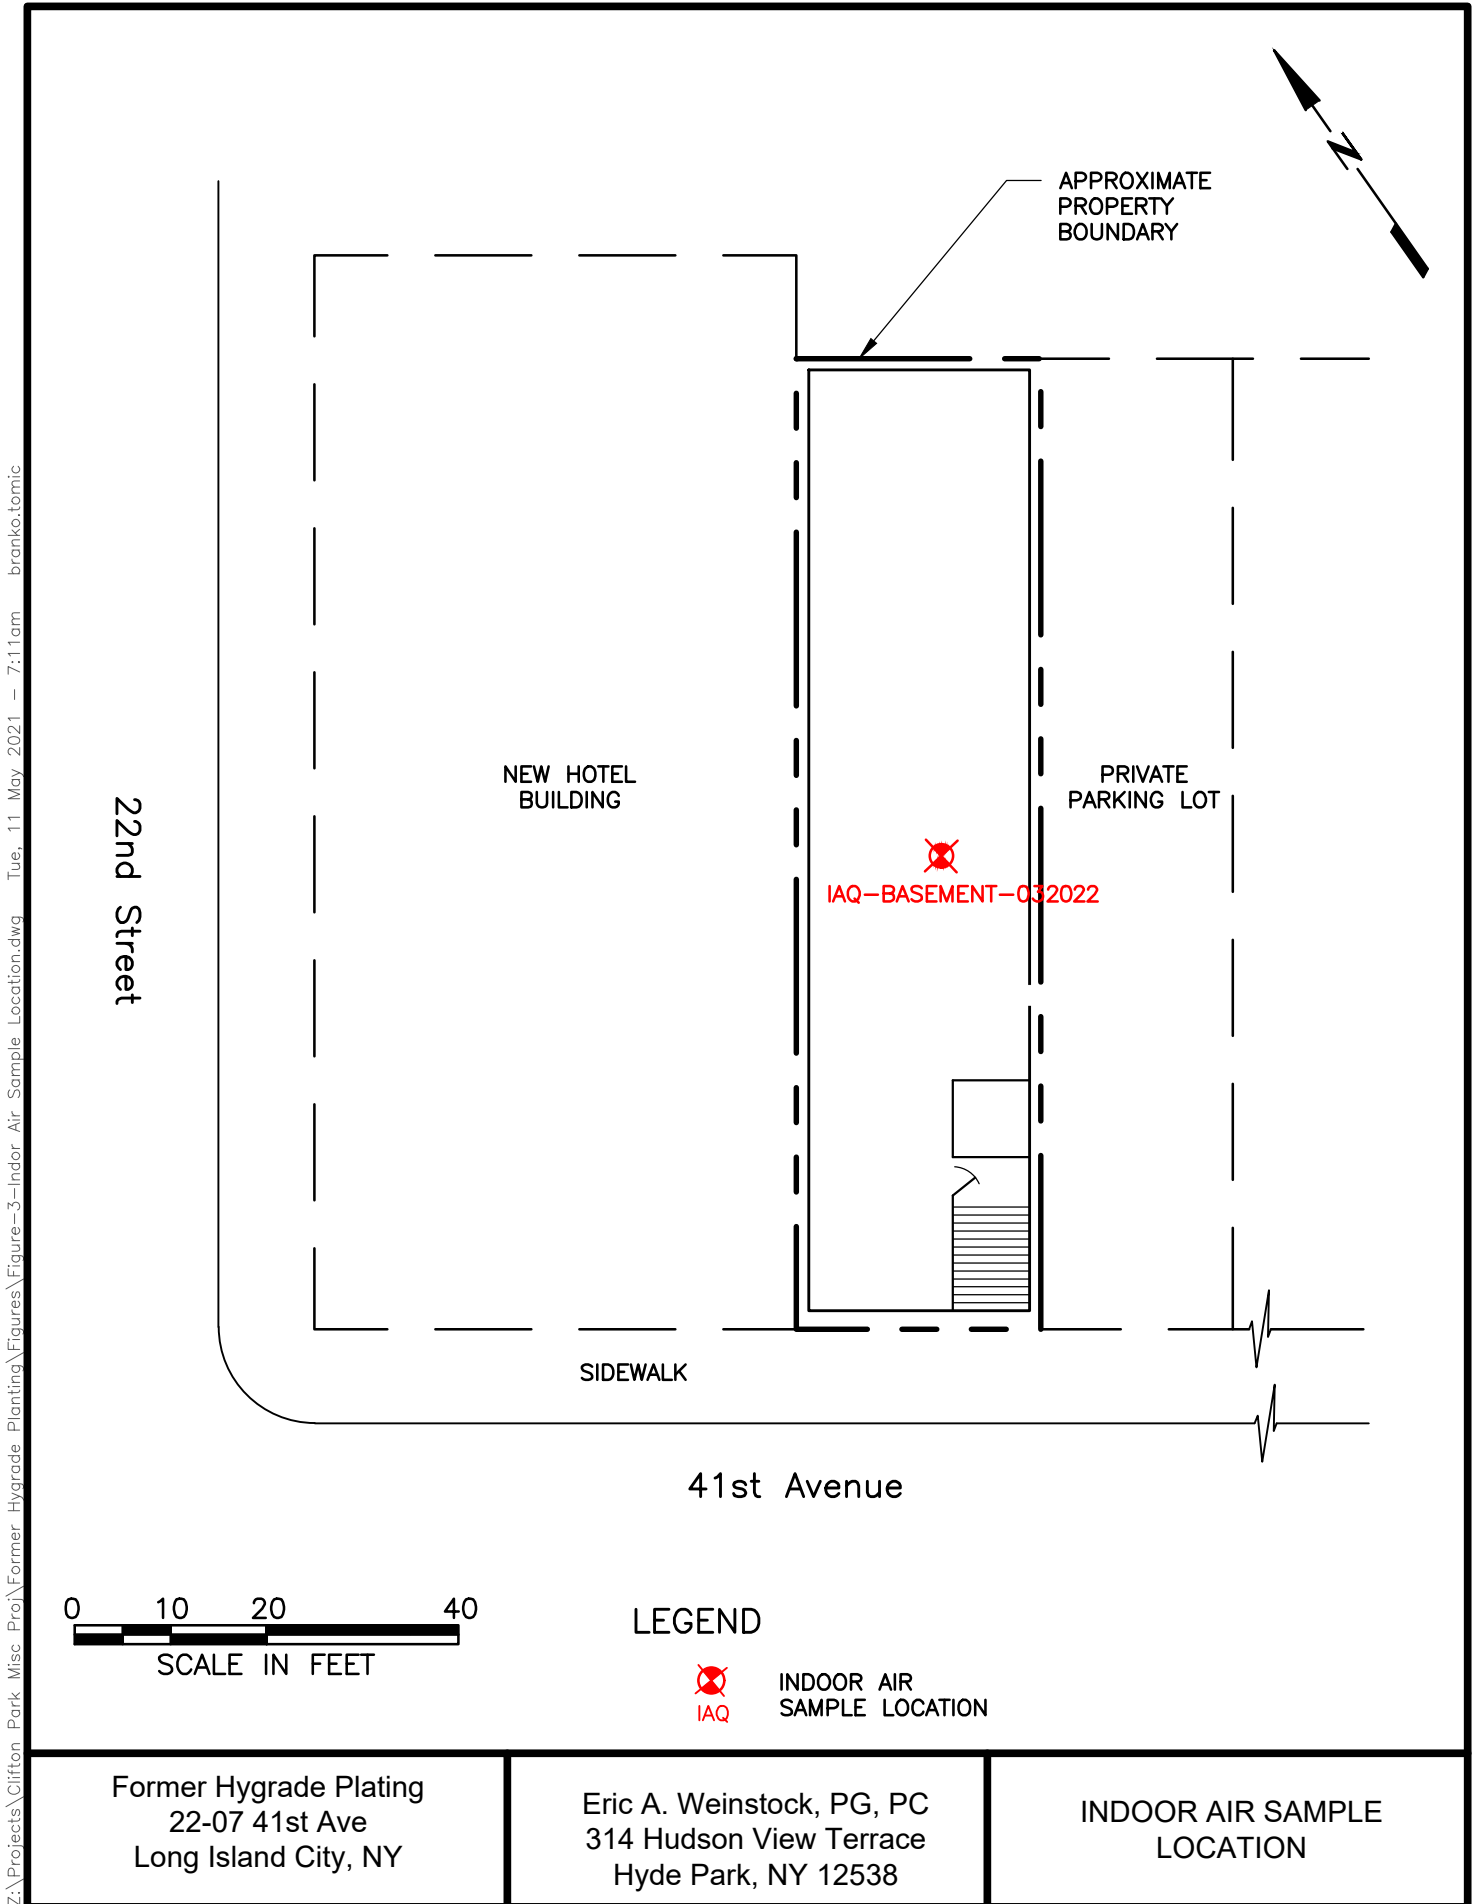 N
APPROXIMATE
PROPERTY
BOUNDARY
NEW HOTEL
BUILDING
PRIVATE
PARKING LOT
IAQ-BASEMENT-032022
22nd Street
SIDEWALK
41st Avenue
0 10 20 40
SCALE IN FEET
LEGEND
IAQ
INDOOR AIR
SAMPLE LOCATION
Z:\Projects\Clifton Park Misc Proj\Former Hygrade Planting\Figures\Figure-3-Indor Air Sample Location.dwg Tue, 11 May 2021 - 7:11am branko.tomic
Former Hygrade Plating
22-07 41st Ave
Long Island City, NY
Eric A. Weinstock, PG, PC
314 Hudson View Terrace
Hyde Park, NY 12538
INDOOR AIR SAMPLE
LOCATION